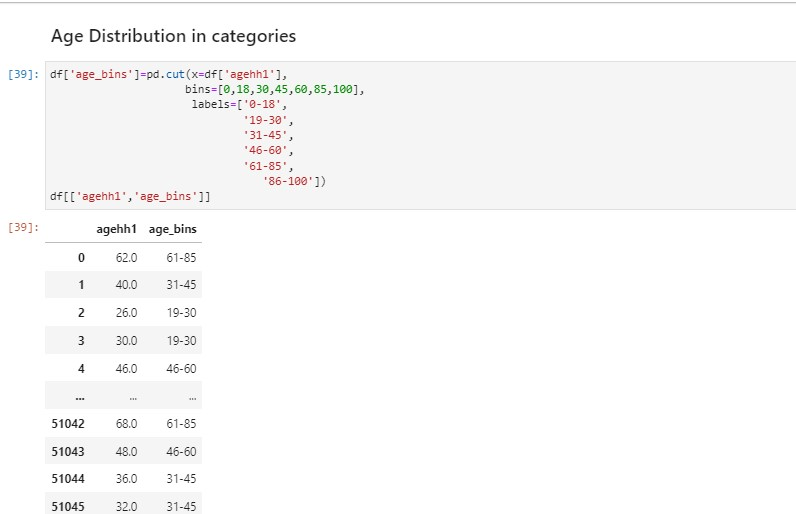 Age Distribution in categories
[39]: df['age_bins']=pd.cut(x=df['agehh1'],
bins=[0,18,30,45,60,85,100],
labels=['0-18',
'19-30',
'31-45',
'46-60',
'61-85',
'86-100'])
df[['agehh1','age_bins']]
[39]: agehh1 age_bins
0 62.0 61-85
1 40.0 31-45
2 26.0 19-30
3 30.0 19-30
4 46.0 46-60
... ... ...
51042 68.0 61-85
51043 48.0 46-60
51044 36.0 31-45
51045 32.0 31-45